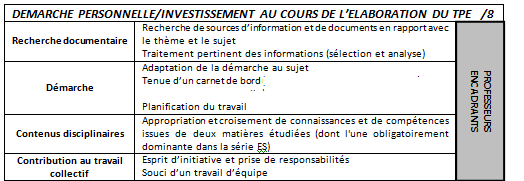 DEMARCHE PERSONNELLE/INVESTISSEMENT AU COURS DE L'ELABORATION DU TPE /8
Recherche documentaire
Recherche de sources d'information et de documents en rapport avec
le thème et le sujet
Traitement pertinent des informations (sélection et analyse)
Démarche
Adaptation de la démarche au sujet
Tenue d'un carnet de bord
Planification du travail
Contenus disciplinaires
Appropriation et croisement de connaissances et de compétences
issues de deux matières étudiées (dont l'une obligatoirement
dominante dans la série ES)
Contribution au travail
collectif
Esprit d'initiative et prise de responsabilités
Souci d'un travail d'équipe
PROFESSEURS
ENCADRANTS